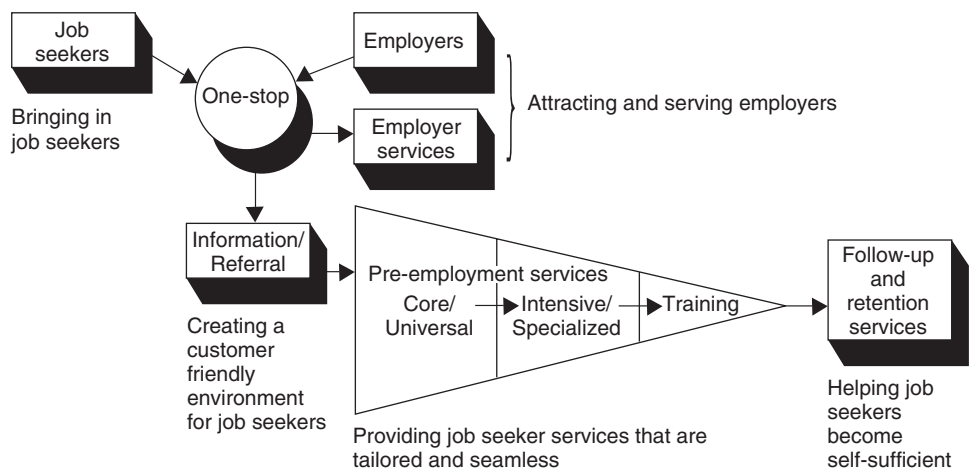 Job
seekers
Bringing in
job seekers
One-stop
Employers
Employer
services
Attracting and serving employers
Information/
Referral
Creating a
customer
friendly
environment
for job seekers
Pre-employment services
Core/
Universal
Intensive/
Specialized
Training
Providing job seeker services that are
tailored and seamless
Follow-up
and
retention
services
Helping job
seekers
become
self-sufficient